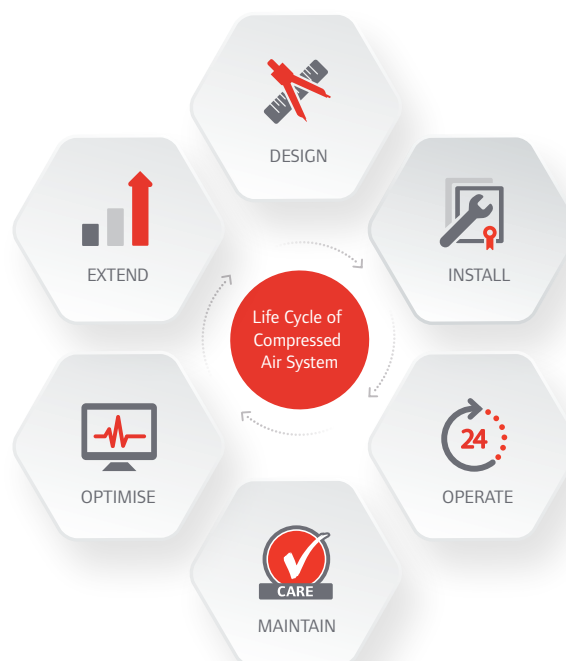 DESIGN
INSTALL
24
OPERATE
CARE
MAINTAIN
OPTIMISE
EXTEND
Life Cycle of
Compressed
Air System